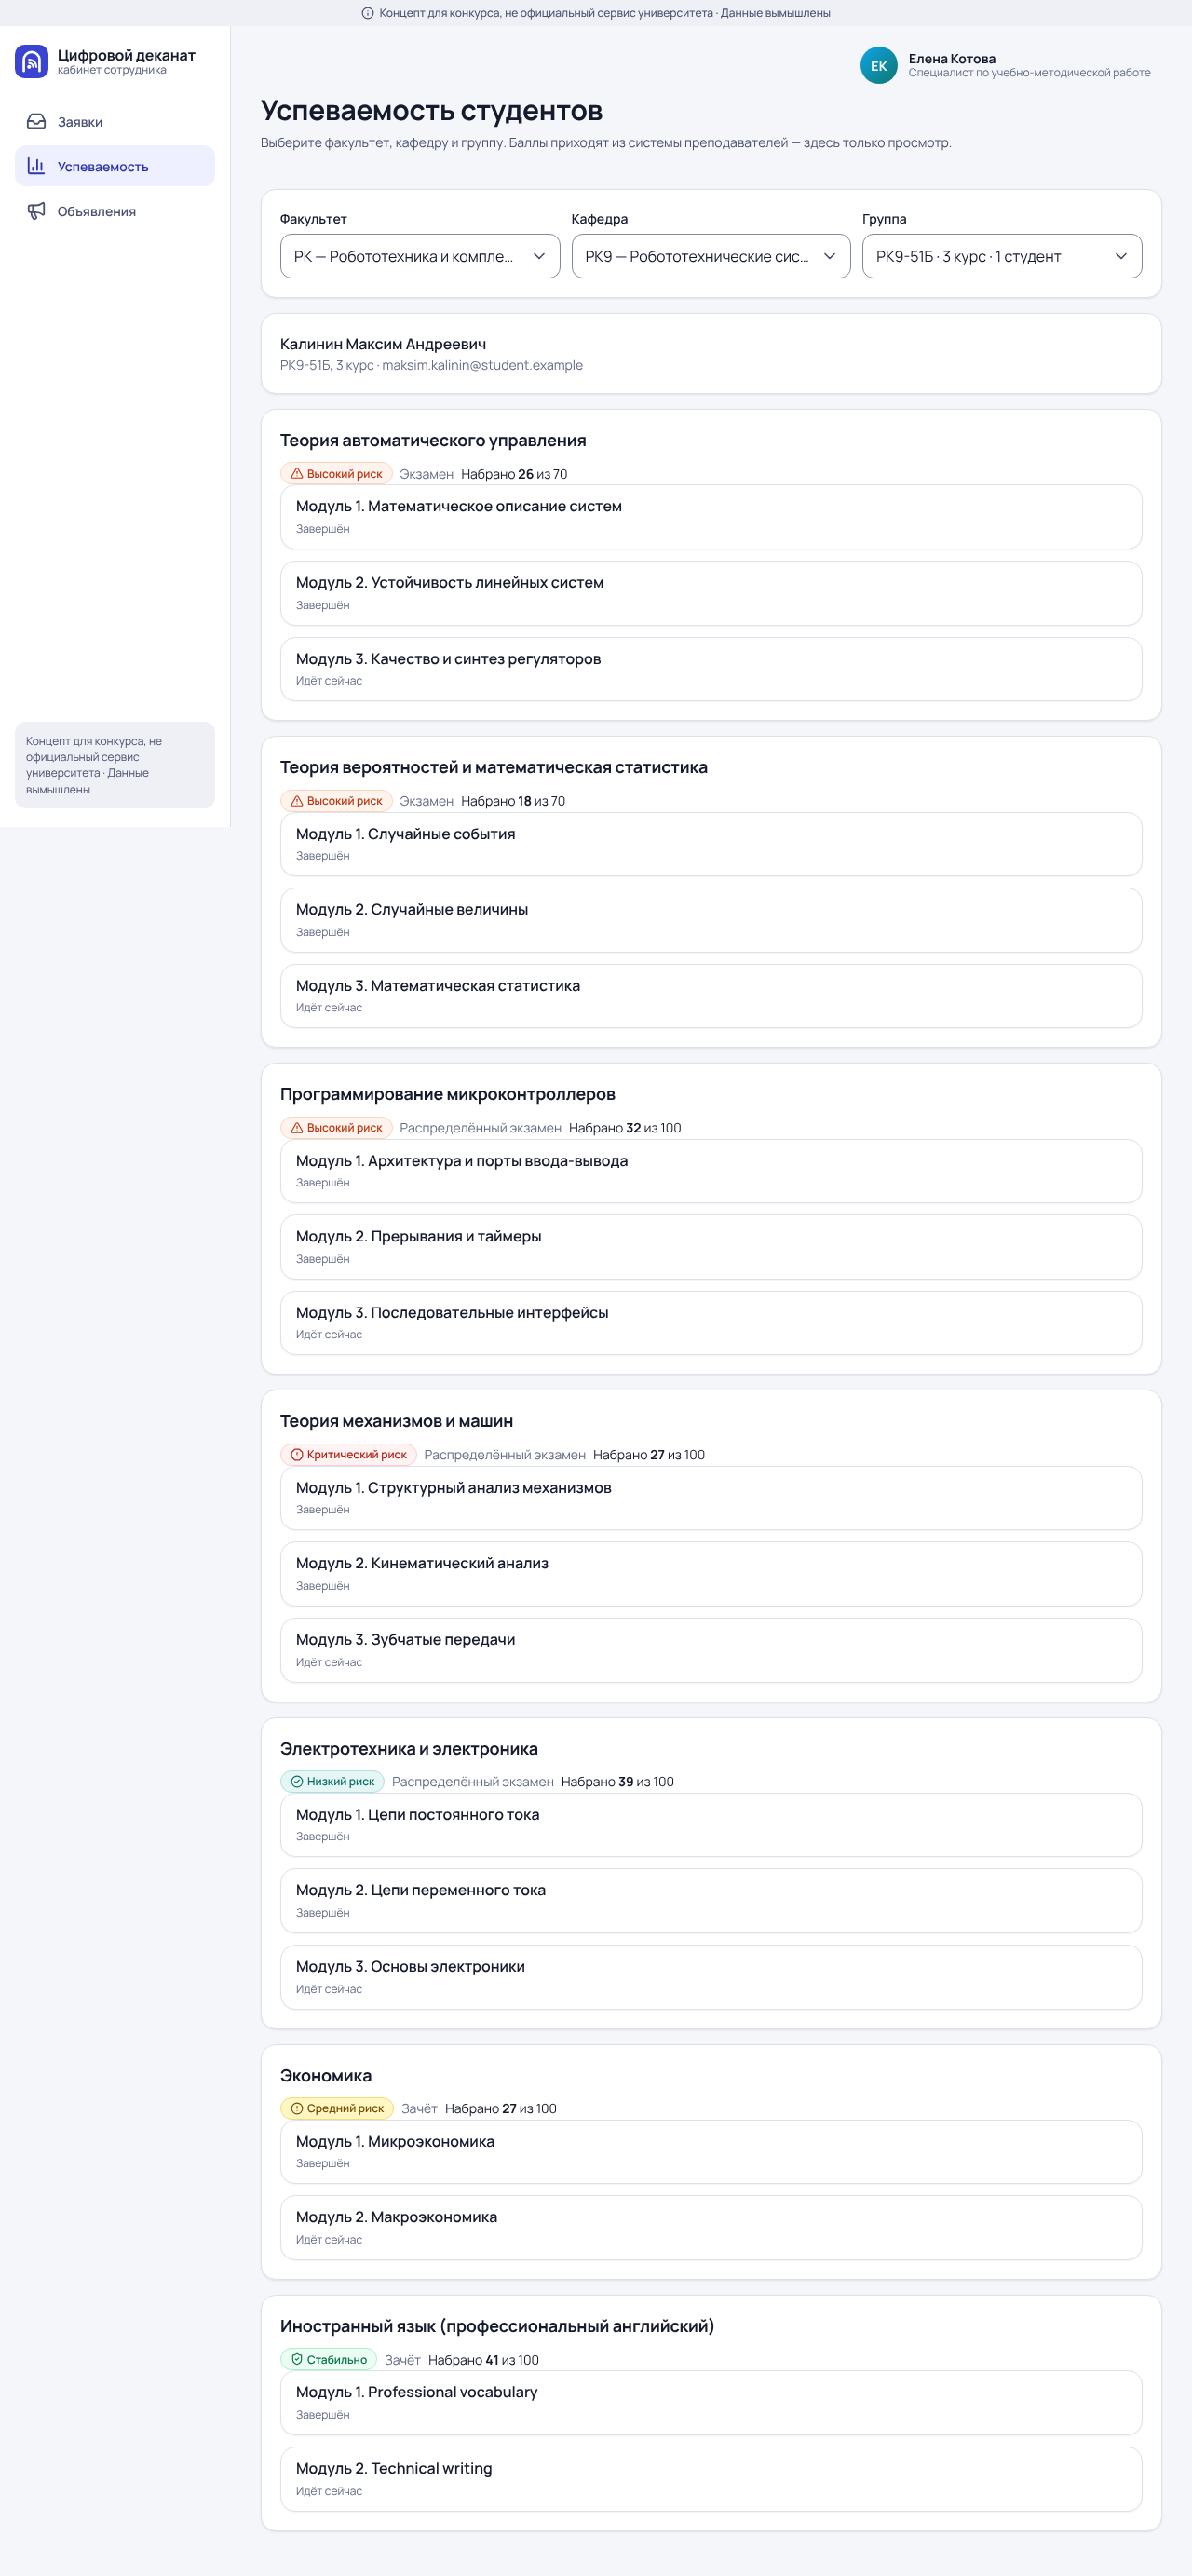 Концепт для конкурса, не официальный сервис университета · Данные вымышлены
Цифровой деканат
кабинет сотрудника
Заявки
Успеваемость
Объявления
Концепт для конкурса, не
официальный сервис
университета · Данные
вымышлены
ЕК
Елена Котова
Специалист по учебно-методической работе
Успеваемость студентов
Выберите факультет, кафедру и группу. Баллы приходят из системы преподавателей — здесь только просмотр.
Факультет
РК — Робототехника и компле...
Кафедра
РК9 — Робототехнические сис...
Группа
РК9-51Б · 3 курс · 1 студент
Калинин Максим Андреевич
РК9-51Б, 3 курс · maksim.kalinin@student.example
Теория автоматического управления
Высокий риск Экзамен Набрано 26 из 70
Модуль 1. Математическое описание систем
Завершён
Модуль 2. Устойчивость линейных систем
Завершён
Модуль 3. Качество и синтез регуляторов
Идёт сейчас
Теория вероятностей и математическая статистика
Высокий риск Экзамен Набрано 18 из 70
Модуль 1. Случайные события
Завершён
Модуль 2. Случайные величины
Завершён
Модуль 3. Математическая статистика
Идёт сейчас
Программирование микроконтроллеров
Высокий риск Распределённый экзамен Набрано 32 из 100
Модуль 1. Архитектура и порты ввода-вывода
Завершён
Модуль 2. Прерывания и таймеры
Завершён
Модуль 3. Последовательные интерфейсы
Идёт сейчас
Теория механизмов и машин
Критический риск Распределённый экзамен Набрано 27 из 100
Модуль 1. Структурный анализ механизмов
Завершён
Модуль 2. Кинематический анализ
Завершён
Модуль 3. Зубчатые передачи
Идёт сейчас
Электротехника и электроника
Низкий риск Распределённый экзамен Набрано 39 из 100
Модуль 1. Цепи постоянного тока
Завершён
Модуль 2. Цепи переменного тока
Завершён
Модуль 3. Основы электроники
Идёт сейчас
Экономика
Средний риск Зачёт Набрано 27 из 100
Модуль 1. Микроэкономика
Завершён
Модуль 2. Макроэкономика
Идёт сейчас
Иностранный язык (профессиональный английский)
Стабильно Зачёт Набрано 41 из 100
Модуль 1. Professional vocabulary
Завершён
Модуль 2. Technical writing
Идёт сейчас